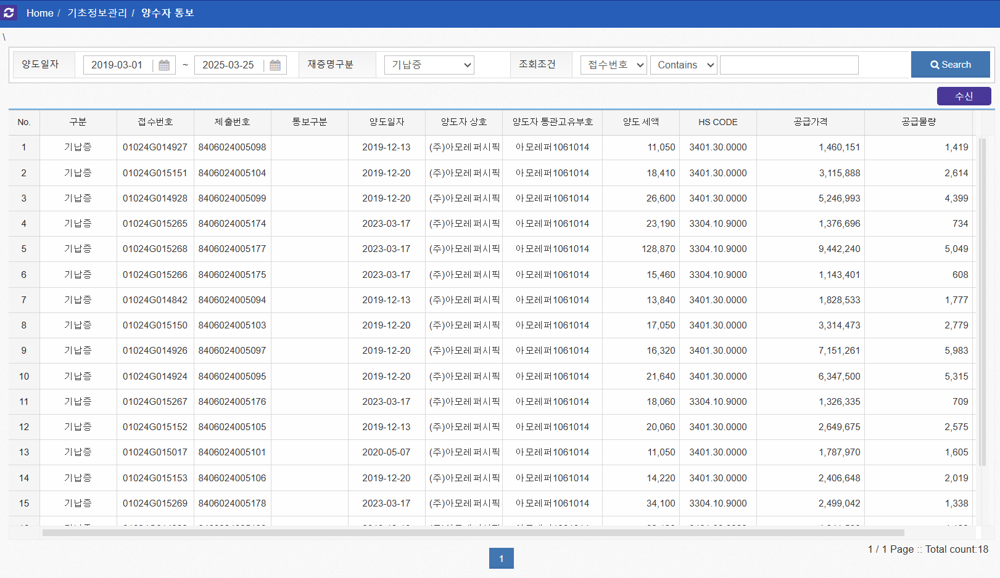 Home / 기초정보관리 / 양수자 통보
\
양도일자 2019-03-01 ~ 2025-03-25 재증명구분 기납증 조회조건 접수번호 Contains Search
수신
No. 구분 접수번호 제출번호 통보구분 양도일자 양도자 상호 양도자 통관고유부호 양도 세액 HS CODE 공급가격 공급물량
1 기납증 01024G014927 8406024005098 2019-12-13 (주)아모레퍼시픽 아모레퍼1061014 11,050 3401.30.0000 1,460,151 1,419
2 기납증 01024G015151 8406024005104 2019-12-20 (주)아모레퍼시픽 아모레퍼1061014 18,410 3401.30.0000 3,115,888 2,614
3 기납증 01024G014928 8406024005099 2019-12-20 (주)아모레퍼시픽 아모레퍼1061014 26,600 3401.30.0000 5,246,993 4,399
4 기납증 01024G015265 8406024005174 2023-03-17 (주)아모레퍼시픽 아모레퍼1061014 23,190 3304.10.9000 1,376,696 734
5 기납증 01024G015268 8406024005177 2023-03-17 (주)아모레퍼시픽 아모레퍼1061014 128,870 3304.10.9000 9,442,240 5,049
6 기납증 01024G015266 8406024005175 2023-03-17 (주)아모레퍼시픽 아모레퍼1061014 15,460 3304.10.9000 1,143,401 608
7 기납증 01024G014842 8406024005094 2019-12-13 (주)아모레퍼시픽 아모레퍼1061014 13,840 3401.30.0000 1,828,533 1,777
8 기납증 01024G015150 8406024005103 2019-12-20 (주)아모레퍼시픽 아모레퍼1061014 17,050 3401.30.0000 3,314,473 2,779
9 기납증 01024G014926 8406024005097 2019-12-20 (주)아모레퍼시픽 아모레퍼1061014 16,320 3401.30.0000 7,151,261 5,983
10 기납증 01024G014924 8406024005095 2019-12-20 (주)아모레퍼시픽 아모레퍼1061014 21,640 3401.30.0000 6,347,500 5,315
11 기납증 01024G015267 8406024005176 2023-03-17 (주)아모레퍼시픽 아모레퍼1061014 18,060 3304.10.9000 1,326,335 709
12 기납증 01024G015152 8406024005105 2019-12-13 (주)아모레퍼시픽 아모레퍼1061014 20,060 3401.30.0000 2,649,675 2,575
13 기납증 01024G015017 8406024005101 2020-05-07 (주)아모레퍼시픽 아모레퍼1061014 11,050 3401.30.0000 1,787,970 1,605
14 기납증 01024G015153 8406024005106 2019-12-20 (주)아모레퍼시픽 아모레퍼1061014 14,220 3401.30.0000 2,406,648 2,019
15 기납증 01024G015269 8406024005178 2023-03-17 (주)아모레퍼시픽 아모레퍼1061014 34,100 3304.10.9000 2,499,042 1,338
1 / 1 Page :: Total count:18
1